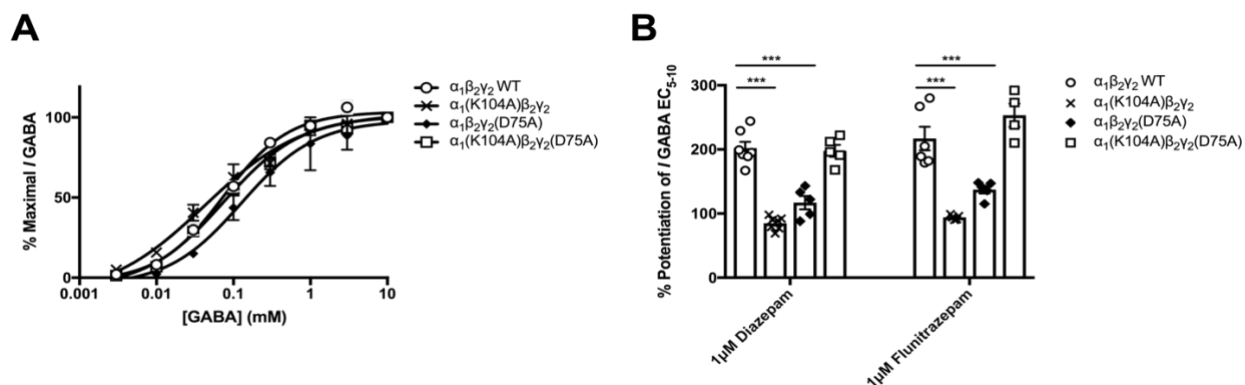 A
% Maximal I GABA
100
50
0
0.001
0.01
0.1
1
10
[GABA] (mM)
α₁β₂γ₂ WT
α₁(K104A)β₂γ₂
α₁β₂γ₂(D75A)
α₁(K104A)β₂γ₂(D75A)
B
% Potentiation of I GABA EC₅₋₁₀
300
200
100
0
***
***
***
***
1μM Diazepam
1μM Flunitrazepam
α₁β₂γ₂ WT
α₁(K104A)β₂γ₂
α₁β₂γ₂(D75A)
α₁(K104A)β₂γ₂(D75A)